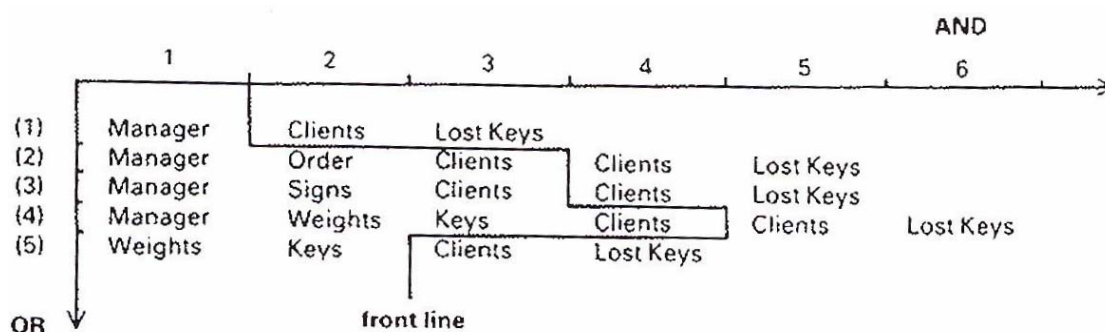 AND
1 2 3 4 5 6
(1) Manager Clients Lost Keys
(2) Manager Order Clients Clients Lost Keys
(3) Manager Signs Clients Clients Lost Keys
(4) Manager Weights Keys Clients Clients Lost Keys
(5) Weights Keys Clients Lost Keys
OR front line